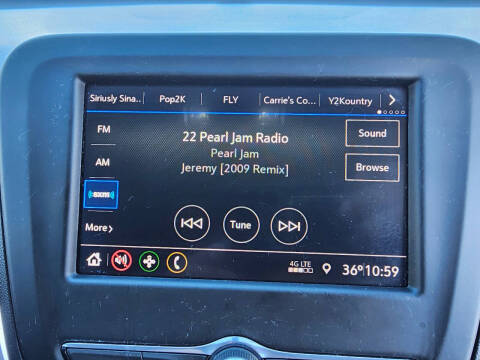 Siriusly Sina.. Pop2K FLY Carrie's Co... Y2Kountry
FM
22 Pearl Jam Radio
Sound
Pearl Jam
AM
Jeremy [2009 Remix]
Browse
sxm
Tune
More
4G LTE
36° 10:59